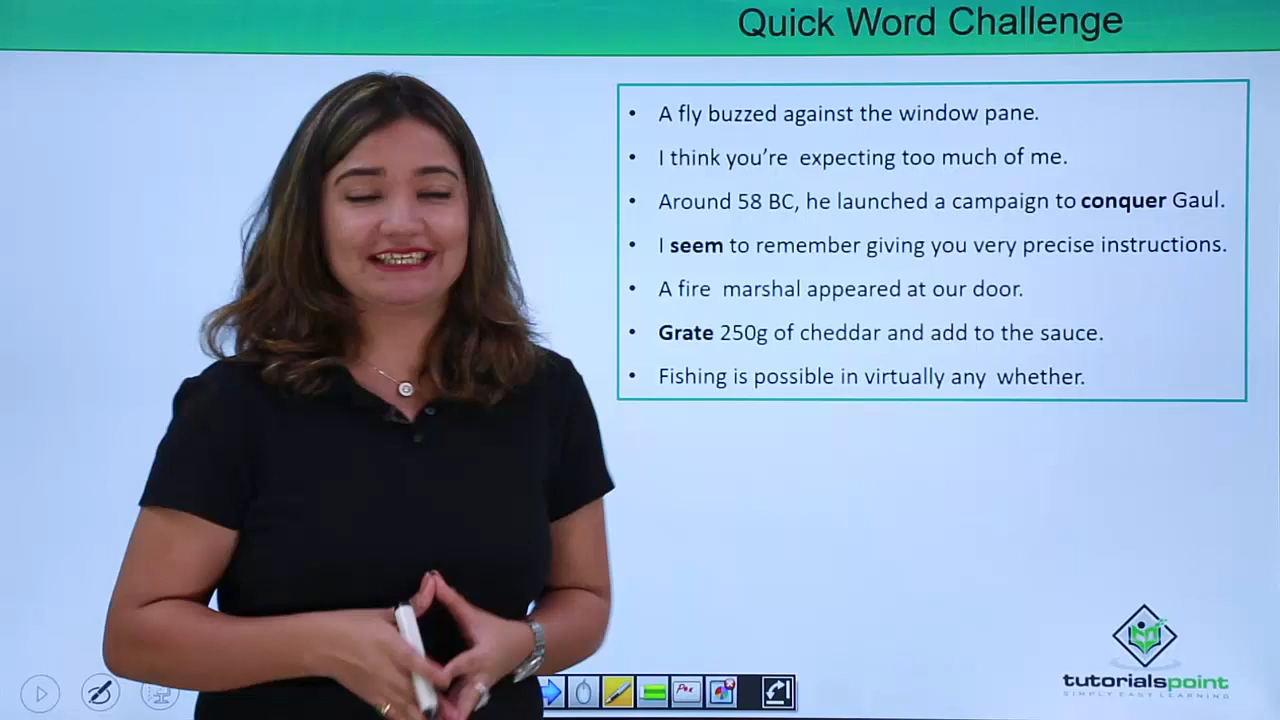 Quick Word Challenge
• A fly buzzed against the window pane.
• I think you’re expecting too much of me.
• Around 58 BC, he launched a campaign to conquer Gaul.
• I seem to remember giving you very precise instructions.
• A fire marshal appeared at our door.
• Grate 250g of cheddar and add to the sauce.
• Fishing is possible in virtually any whether.
tutorialspoint
SIMPLY EASY LEARNING
Pen